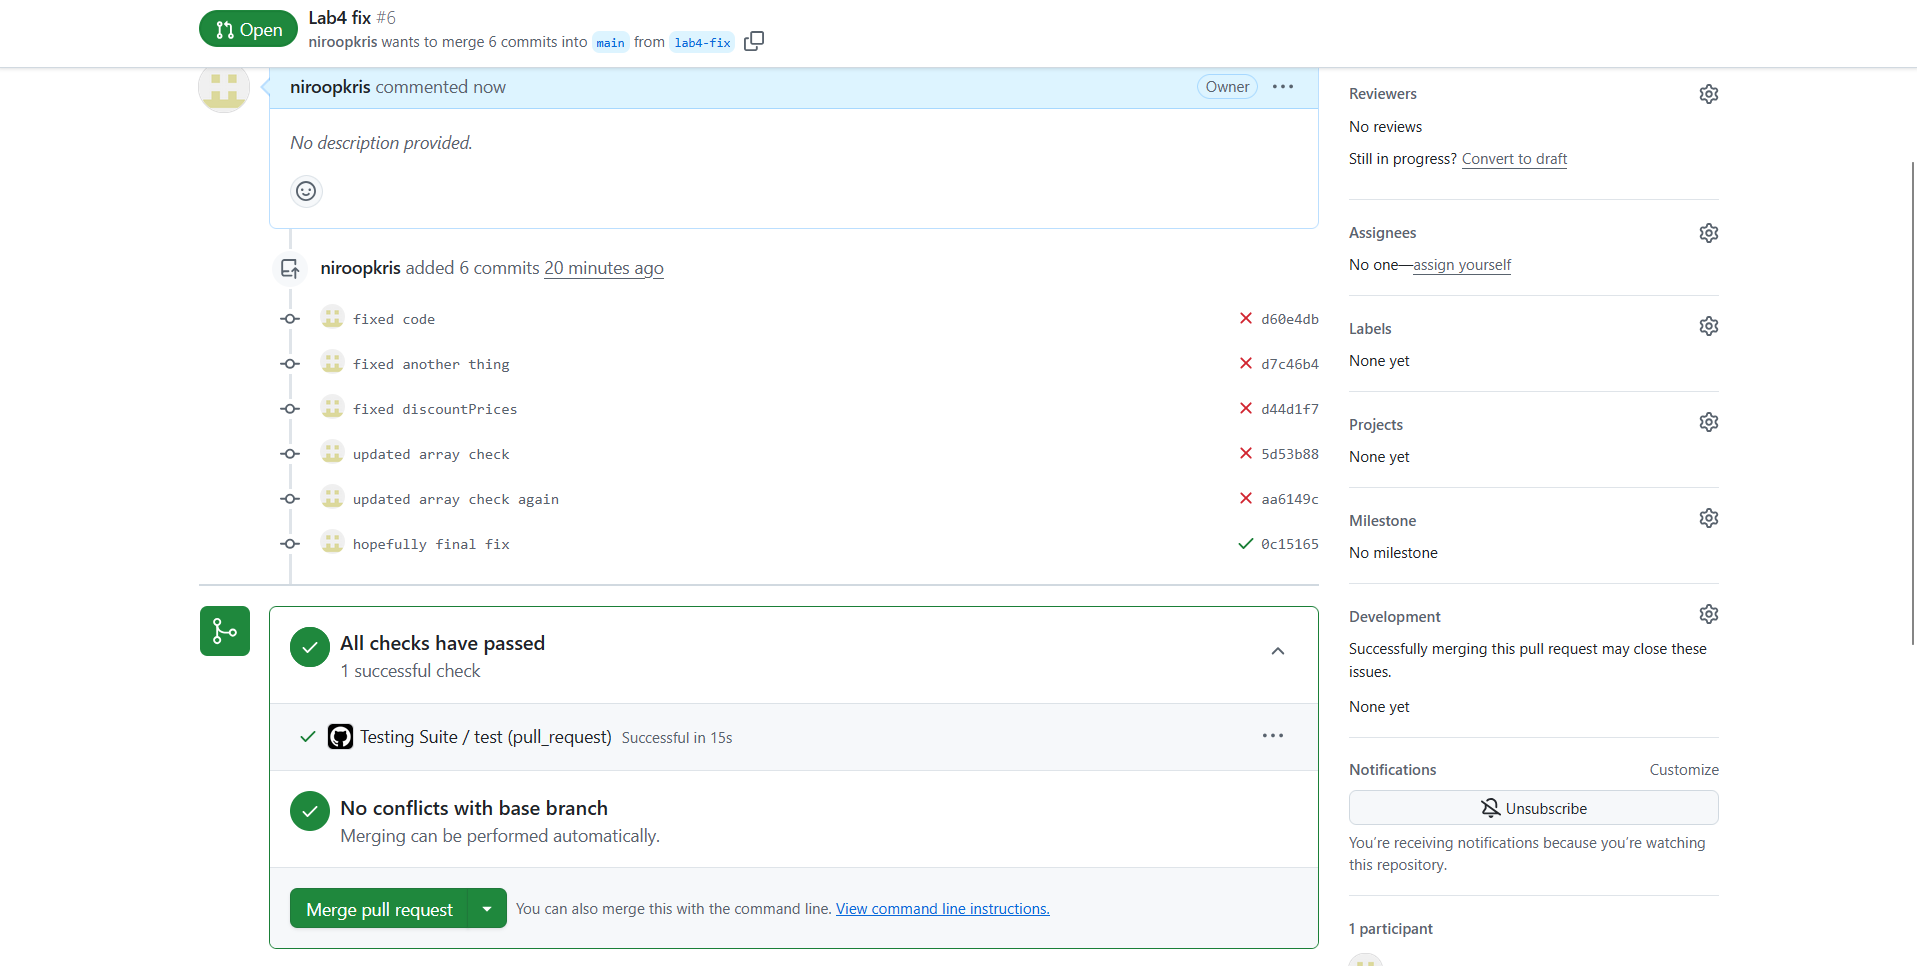 Open
Lab4 fix #6
niroopkris wants to merge 6 commits into main from lab4-fix
niroopkris commented now
Owner
No description provided.
niroopkris added 6 commits 20 minutes ago
fixed code
d60e4db
fixed another thing
d7c46b4
fixed discountPrices
d44d1f7
updated array check
5d53b88
updated array check again
aa6149c
hopefully final fix
0c15165
All checks have passed
1 successful check
Testing Suite / test (pull_request) Successful in 15s
No conflicts with base branch
Merging can be performed automatically.
Merge pull request
You can also merge this with the command line. View command line instructions.
Reviewers
No reviews
Still in progress? Convert to draft
Assignees
No one—assign yourself
Labels
None yet
Projects
None yet
Milestone
No milestone
Development
Successfully merging this pull request may close these
issues.
None yet
Notifications
Customize
Unsubscribe
You’re receiving notifications because you’re watching
this repository.
1 participant